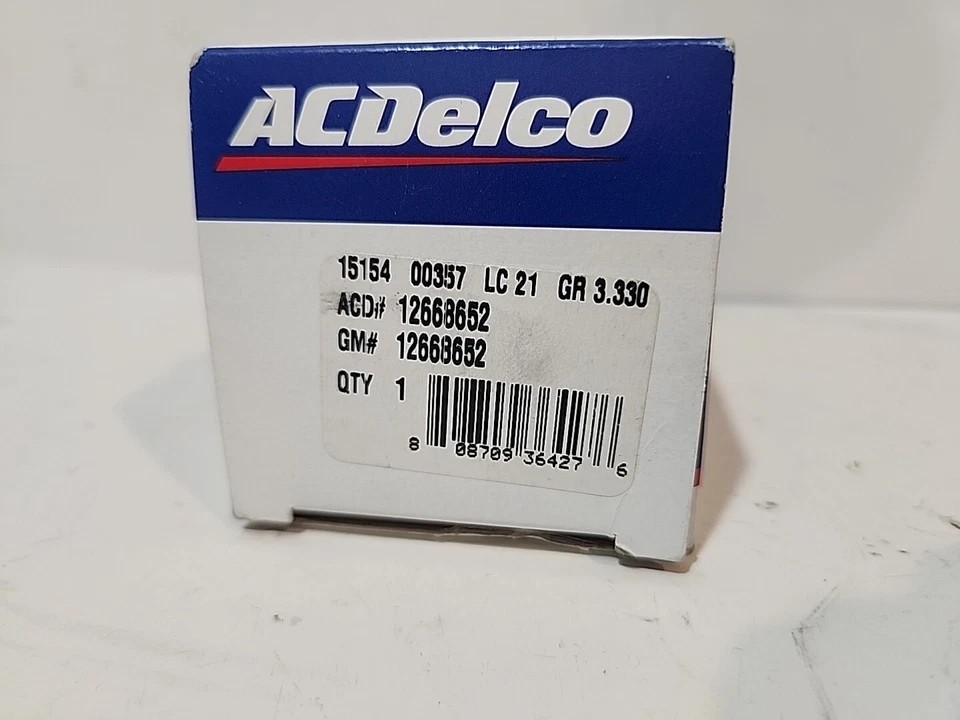 ACDelco
15154 00357 LC 21 GR 3.330
ACD# 12668652
GM# 12668652
QTY 1
8 08709 36427 6